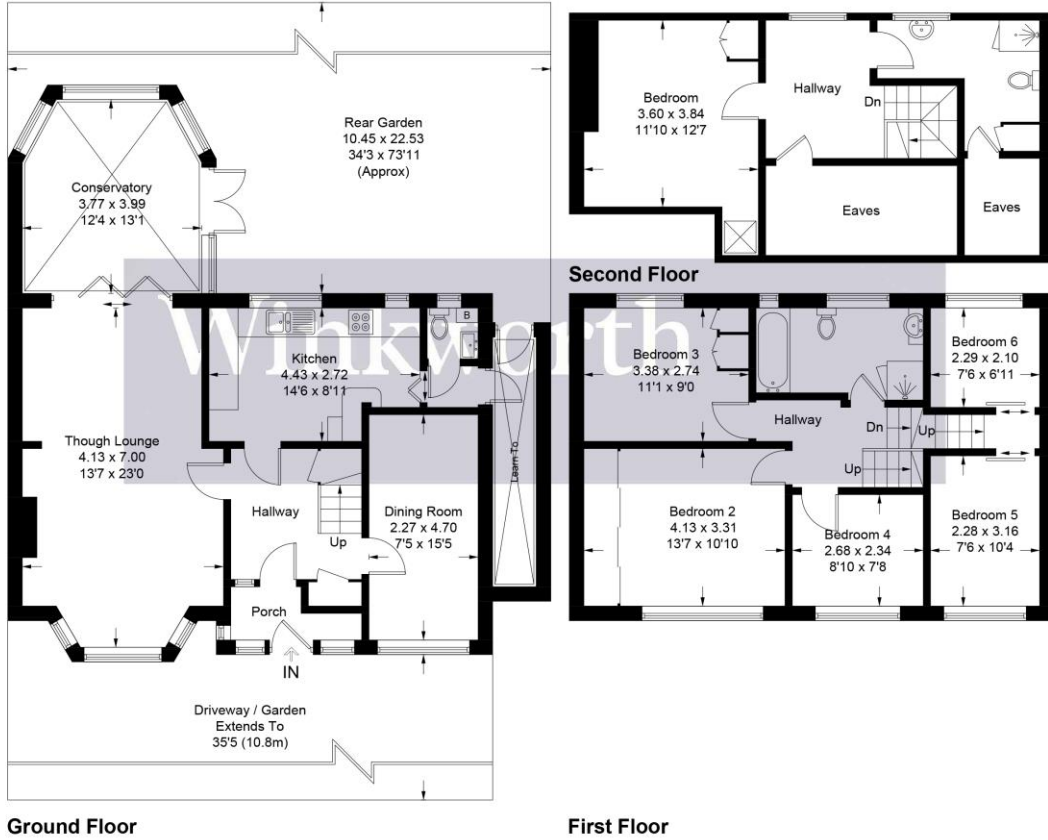 Rear Garden
10.45 x 22.53
34'3 x 73'11
(Approx)
Conservatory
3.77 x 3.99
12'4 x 13'1
Winkworth
Kitchen
4.43 x 2.72
14'6 x 8'11
B
Though Lounge
4.13 x 7.00
13'7 x 23'0
Learn To
Hallway
Up
Dining Room
2.27 x 4.70
7'5 x 15'5
Porch
IN
Driveway / Garden
Extends To
35'5 (10.8m)
Ground Floor
Bedroom
3.60 x 3.84
11'10 x 12'7
Hallway
Dn
Eaves
Eaves
Second Floor
Bedroom 3
3.38 x 2.74
11'1 x 9'0
Bedroom 6
2.29 x 2.10
7'6 x 6'11
Hallway
Dn
Up
Up
Bedroom 2
4.13 x 3.31
13'7 x 10'10
Bedroom 4
2.68 x 2.34
8'10 x 7'8
Bedroom 5
2.28 x 3.16
7'6 x 10'4
First Floor